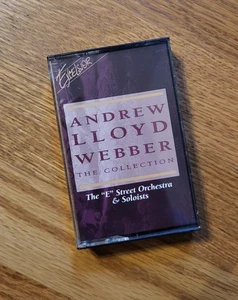 Excelsior
ANDREW
LLOYD
WEBBER
THE COLLECTION
The "E" Street Orchestra
& Soloists